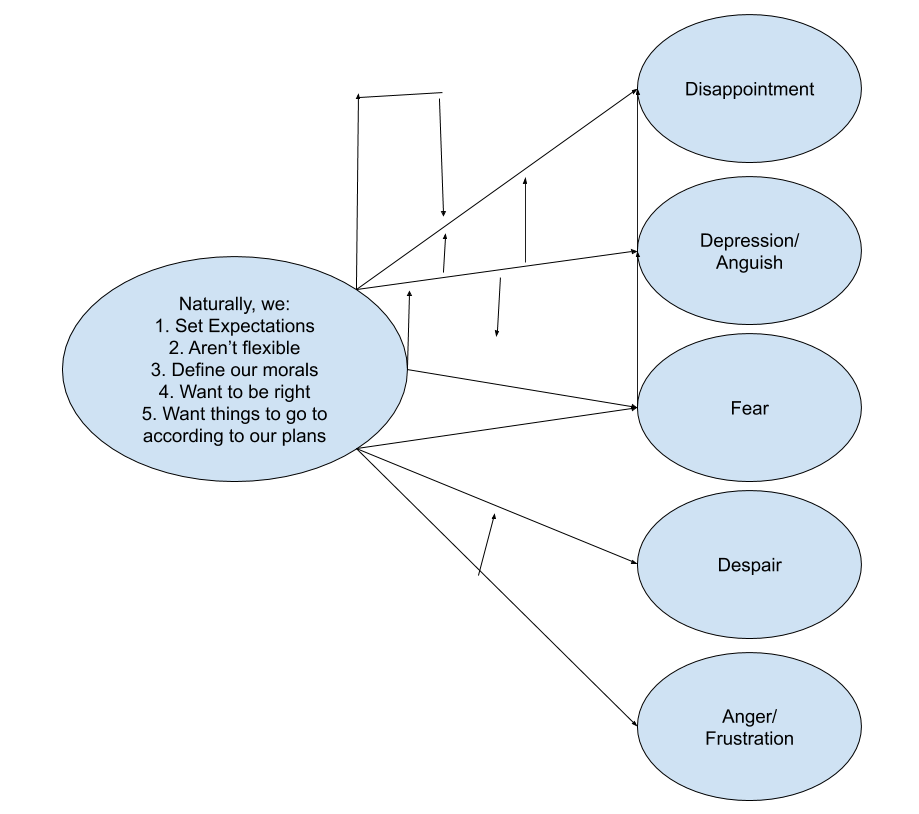 Naturally, we:
1. Set Expectations
2. Aren't flexible
3. Define our morals
4. Want to be right
5. Want things to go to
according to our plans
Disappointment
Depression/
Anguish
Fear
Despair
Anger/
Frustration